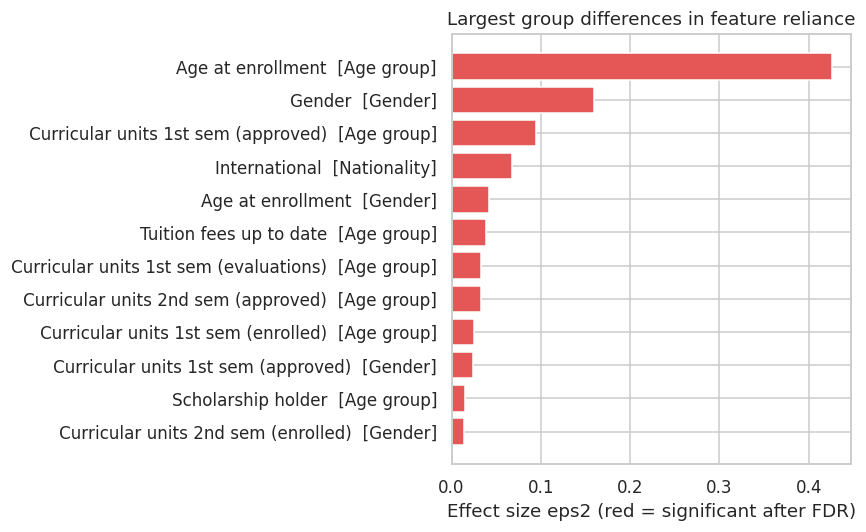 Largest group differences in feature reliance
Age at enrollment  [Age group]
Gender  [Gender]
Curricular units 1st sem (approved)  [Age group]
International  [Nationality]
Age at enrollment  [Gender]
Tuition fees up to date  [Age group]
Curricular units 1st sem (evaluations)  [Age group]
Curricular units 2nd sem (approved)  [Age group]
Curricular units 1st sem (enrolled)  [Age group]
Curricular units 1st sem (approved)  [Gender]
Scholarship holder  [Age group]
Curricular units 2nd sem (enrolled)  [Gender]
0.0 0.1 0.2 0.3 0.4
Effect size eps2 (red = significant after FDR)